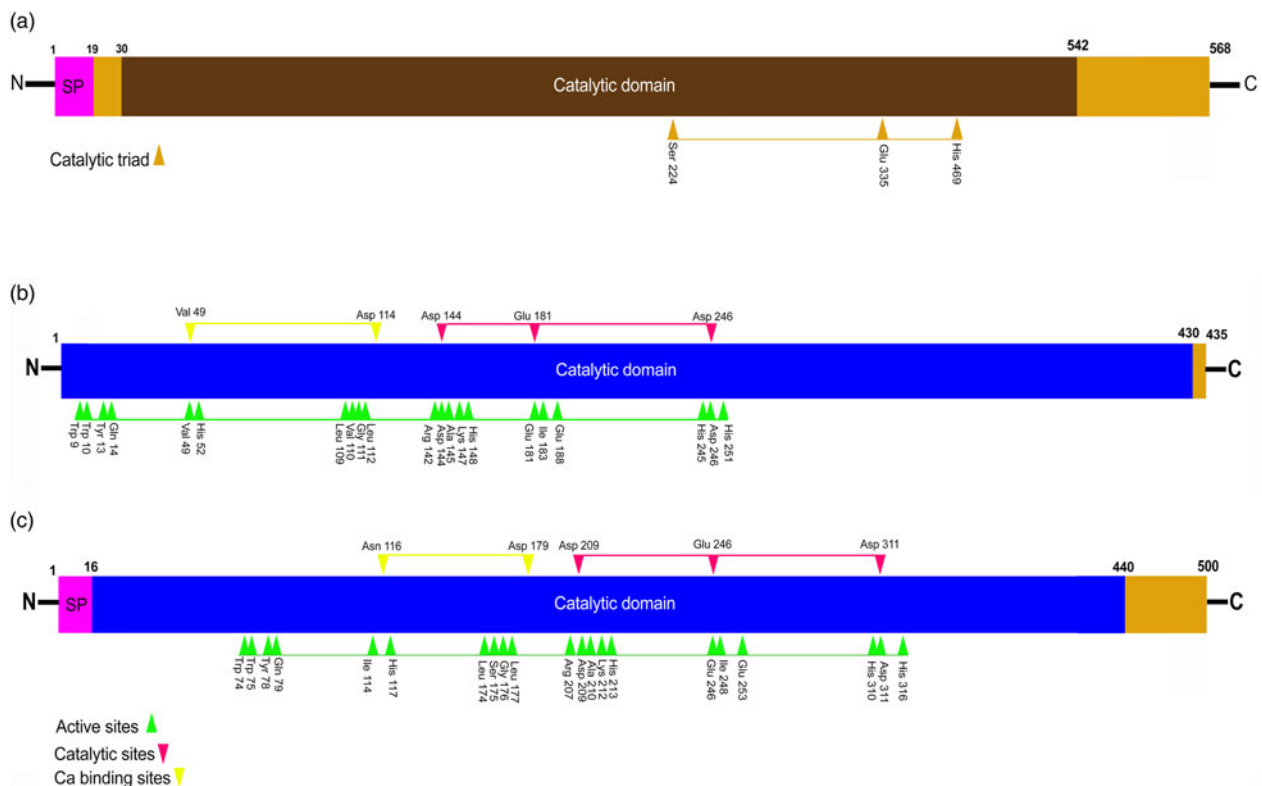 (a)
1 19 30 542 568
N SP Catalytic domain C
Catalytic triad
Ser 224
Glu 335
His 469
(b)
Val 49 Asp 114 Asp 144 Glu 181 Asp 246
1 430 435
N Catalytic domain C
Trp 9
Trp 10
Tyr 13
Gln 14
Val 49
His 52
Leu 109
Val 110
Gly 111
Leu 112
Arg 142
Asp 144
Ala 145
Lys 147
His 148
Glu 181
Ile 183
Glu 188
His 245
Asp 246
His 251
(c)
Asn 116 Asp 179 Asp 209 Glu 246 Asp 311
1 16 440 500
N SP Catalytic domain C
Trp 74
Trp 75
Tyr 78
Gln 79
Ile 114
His 117
Leu 174
Ser 175
Gly 176
Leu 177
Arg 207
Asp 209
Ala 210
Lys 212
His 213
Glu 246
Ile 248
Glu 253
His 310
Asp 311
His 316
Active sites
Catalytic sites
Ca binding sites